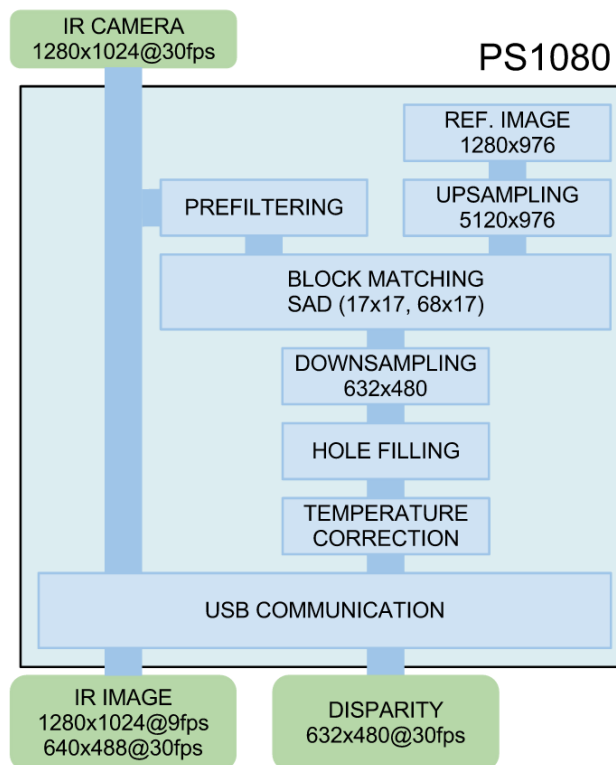 IR CAMERA
1280x1024@30fps
PS1080
REF. IMAGE
1280x976
PREFILTERING
UPSAMPLING
5120x976
BLOCK MATCHING
SAD (17x17, 68x17)
DOWNSAMPLING
632x480
HOLE FILLING
TEMPERATURE
CORRECTION
USB COMMUNICATION
IR IMAGE
1280x1024@9fps
640x488@30fps
DISPARITY
632x480@30fps